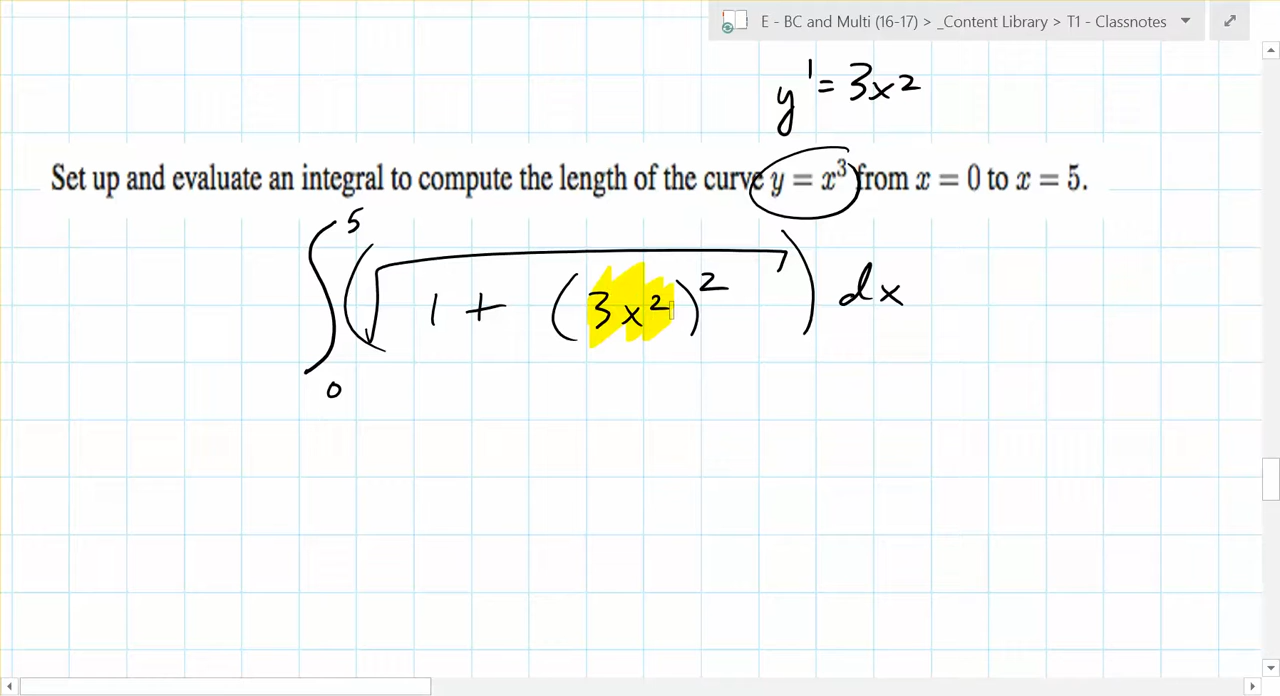 E - BC and Multi (16-17) > _Content Library > T1 - Classnotes
y' = 3x²
Set up and evaluate an integral to compute the length of the curve y = x³ from x = 0 to x = 5.
∫₀⁵ (√(1 + (3x²)²)) dx